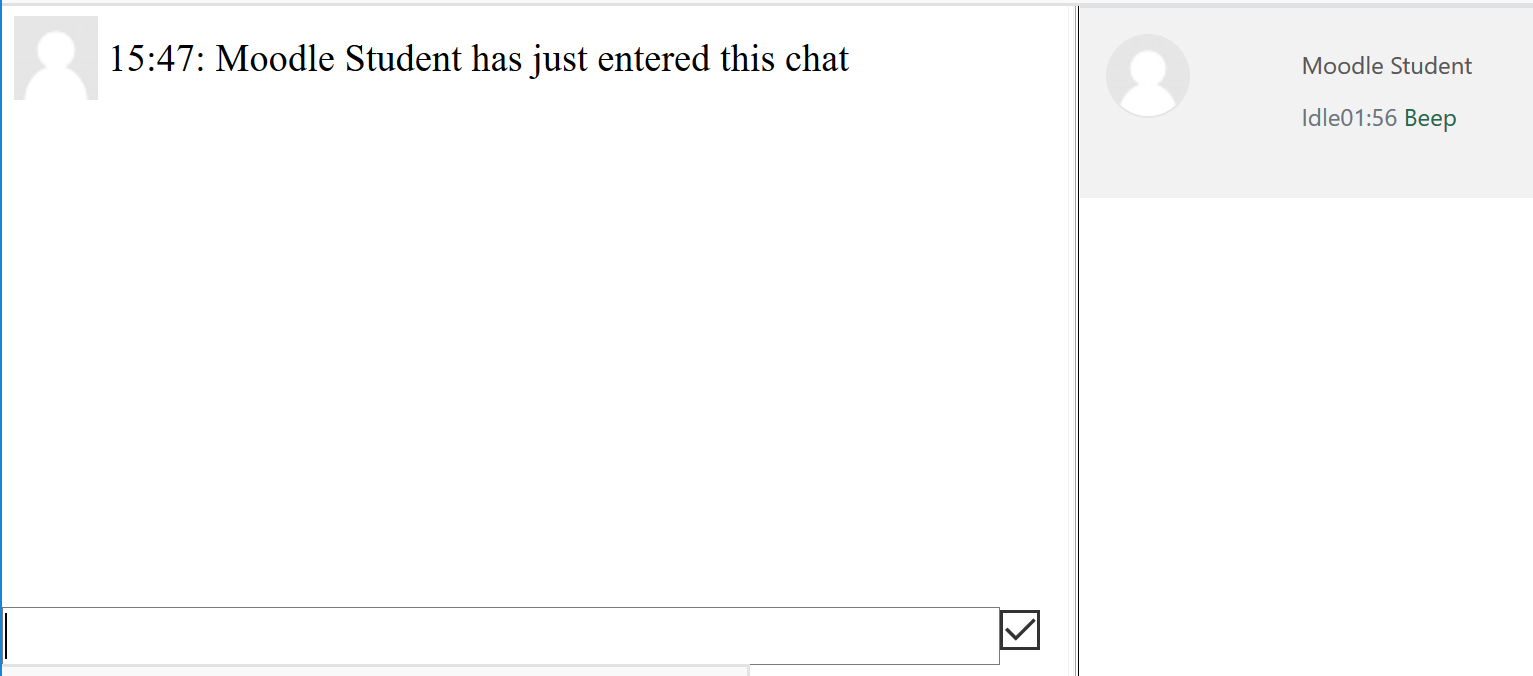 15:47: Moodle Student has just entered this chat
Moodle Student
Idle01:56 Beep